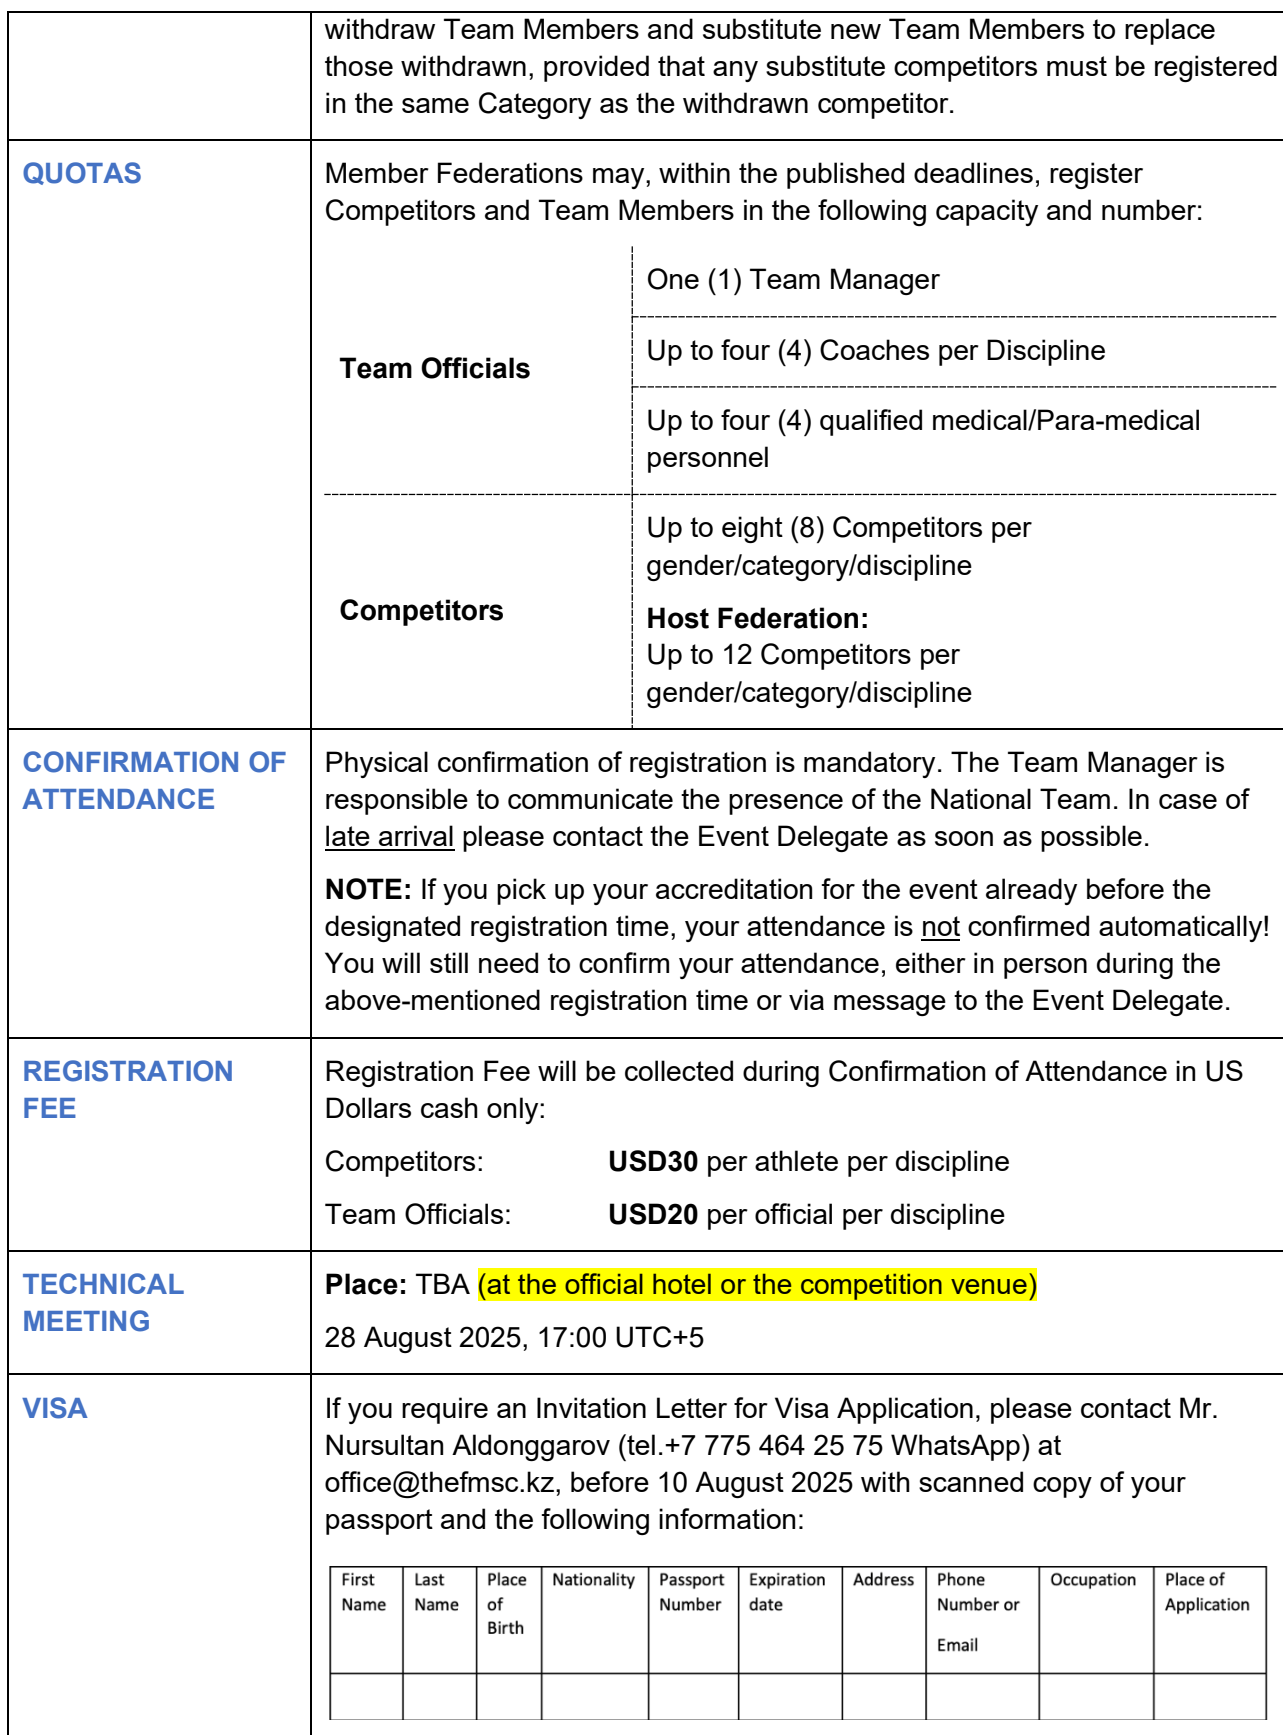 withdraw Team Members and substitute new Team Members to replace
those withdrawn, provided that any substitute competitors must be registered
in the same Category as the withdrawn competitor.
QUOTAS
Member Federations may, within the published deadlines, register
Competitors and Team Members in the following capacity and number:
Team Officials
One (1) Team Manager
Up to four (4) Coaches per Discipline
Up to four (4) qualified medical/Para-medical
personnel
Competitors
Up to eight (8) Competitors per
gender/category/discipline
Host Federation:
Up to 12 Competitors per
gender/category/discipline
CONFIRMATION OF
ATTENDANCE
Physical confirmation of registration is mandatory. The Team Manager is
responsible to communicate the presence of the National Team. In case of
late arrival please contact the Event Delegate as soon as possible.
NOTE: If you pick up your accreditation for the event already before the
designated registration time, your attendance is not confirmed automatically!
You will still need to confirm your attendance, either in person during the
above-mentioned registration time or via message to the Event Delegate.
REGISTRATION
FEE
Registration Fee will be collected during Confirmation of Attendance in US
Dollars cash only:
Competitors: USD30 per athlete per discipline
Team Officials: USD20 per official per discipline
TECHNICAL
MEETING
Place: TBA (at the official hotel or the competition venue)
28 August 2025, 17:00 UTC+5
VISA
If you require an Invitation Letter for Visa Application, please contact Mr.
Nursultan Aldonggarov (tel.+7 775 464 25 75 WhatsApp) at
office@thefmsc.kz, before 10 August 2025 with scanned copy of your
passport and the following information:
First
Name
Last
Name
Place
of
Birth
Nationality
Passport
Number
Expiration
date
Address
Phone
Number or
Email
Occupation
Place of
Application